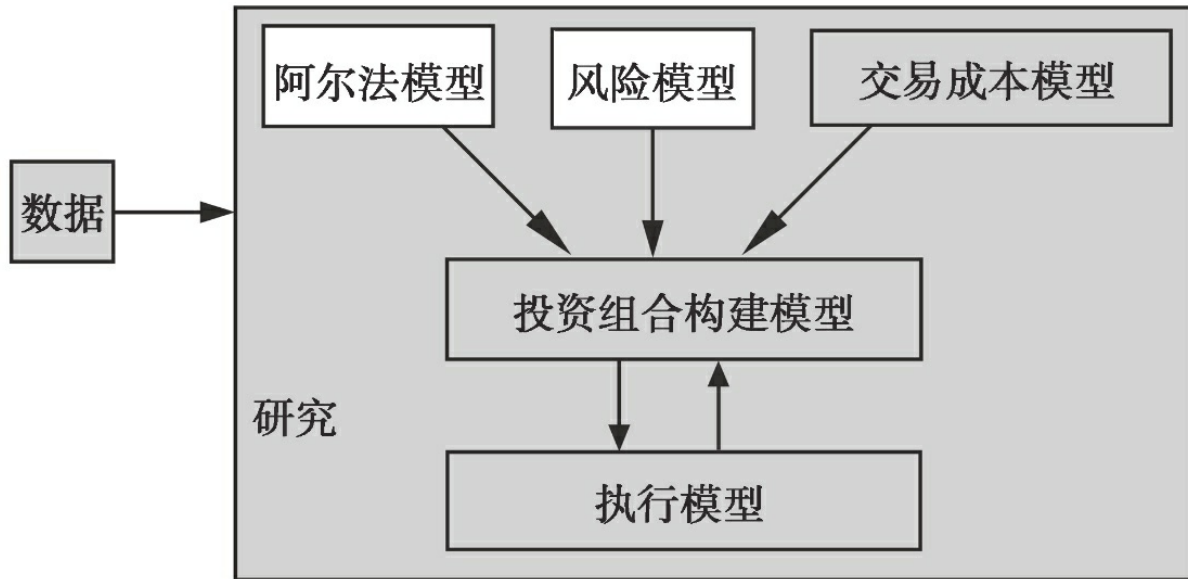 阿尔法模型
风险模型
交易成本模型
数据
投资组合构建模型
研究
执行模型